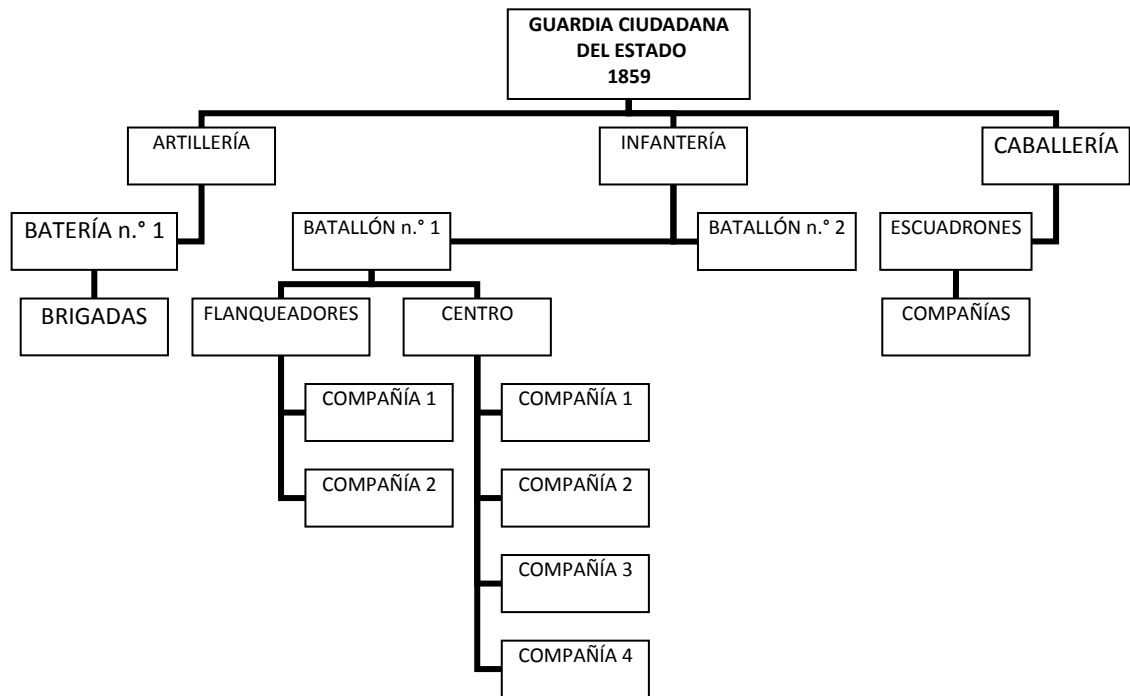 GUARDIA CIUDADANA
DEL ESTADO
1859
ARTILLERÍA
INFANTERÍA
CABALLERÍA
BATERÍA n.° 1
BATALLÓN n.° 1
BATALLÓN n.° 2
ESCUADRONES
BRIGADAS
FLANQUEADORES
CENTRO
COMPAÑÍAS
COMPAÑÍA 1
COMPAÑÍA 1
COMPAÑÍA 2
COMPAÑÍA 2
COMPAÑÍA 3
COMPAÑÍA 4